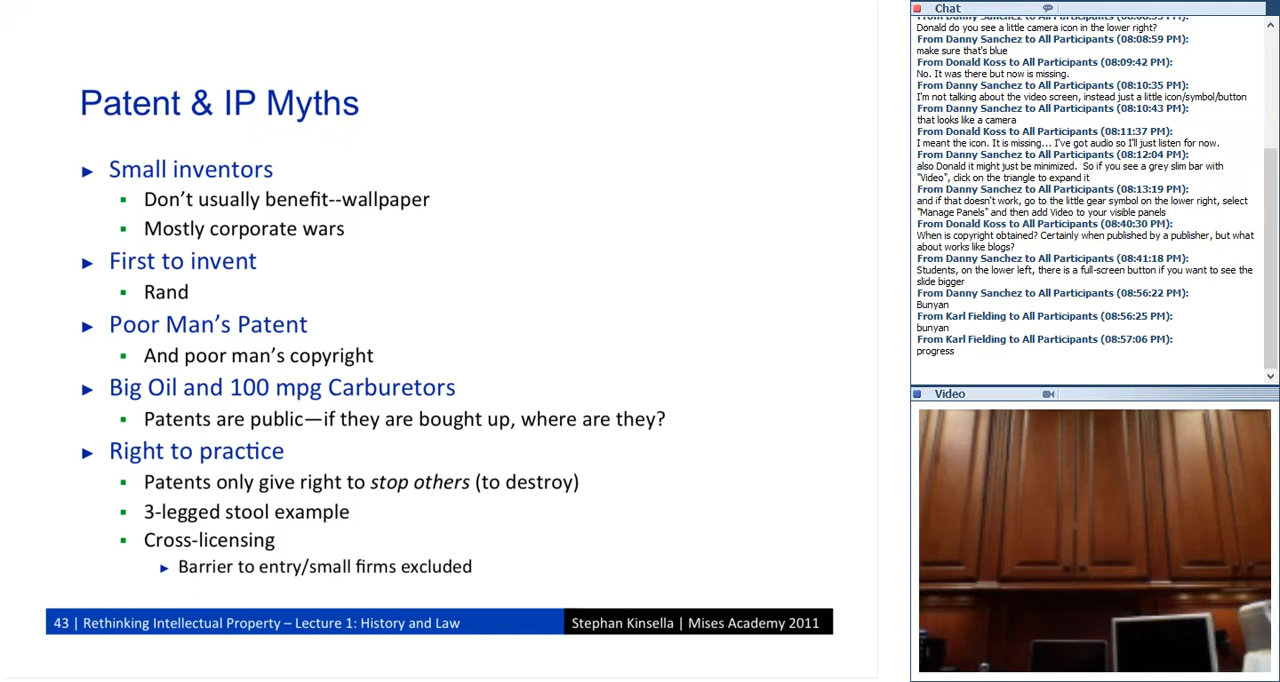 Patent & IP Myths
► Small inventors
▪ Don't usually benefit--wallpaper
▪ Mostly corporate wars
► First to invent
▪ Rand
► Poor Man's Patent
▪ And poor man's copyright
► Big Oil and 100 mpg Carburetors
▪ Patents are public—if they are bought up, where are they?
► Right to practice
▪ Patents only give right to stop others (to destroy)
▪ 3-legged stool example
▪ Cross-licensing
► Barrier to entry/small firms excluded
43 | Rethinking Intellectual Property – Lecture 1: History and Law
Stephan Kinsella | Mises Academy 2011
Chat
From Danny Sanchez to All Participants
Donald do you see a little camera icon in the lower right?
From Danny Sanchez to All Participants (08:08:59 PM):
make sure that's blue
From Donald Koss to All Participants (08:09:42 PM):
No. It was there but now is missing.
From Danny Sanchez to All Participants (08:10:35 PM):
I'm not talking about the video screen, instead just a little icon/symbol/button
From Danny Sanchez to All Participants (08:10:43 PM):
that looks like a camera
From Donald Koss to All Participants (08:11:37 PM):
I meant the icon. It is missing... I've got audio so I'll just listen for now.
From Danny Sanchez to All Participants (08:12:04 PM):
also Donald it might just be minimized.  So if you see a grey slim bar with
"Video", click on the triangle to expand it
From Danny Sanchez to All Participants (08:13:19 PM):
and if that doesn't work, go to the little gear symbol on the lower right, select
"Manage Panels" and then add Video to your visible panels
From Donald Koss to All Participants (08:40:30 PM):
When is copyright obtained? Certainly when published by a publisher, but what
about works like blogs?
From Danny Sanchez to All Participants (08:41:18 PM):
Students, on the lower left, there is a full-screen button if you want to see the
slide bigger
From Danny Sanchez to All Participants (08:56:22 PM):
Bunyan
From Karl Fielding to All Participants (08:56:25 PM):
bunyan
From Karl Fielding to All Participants (08:57:06 PM):
progress
Video